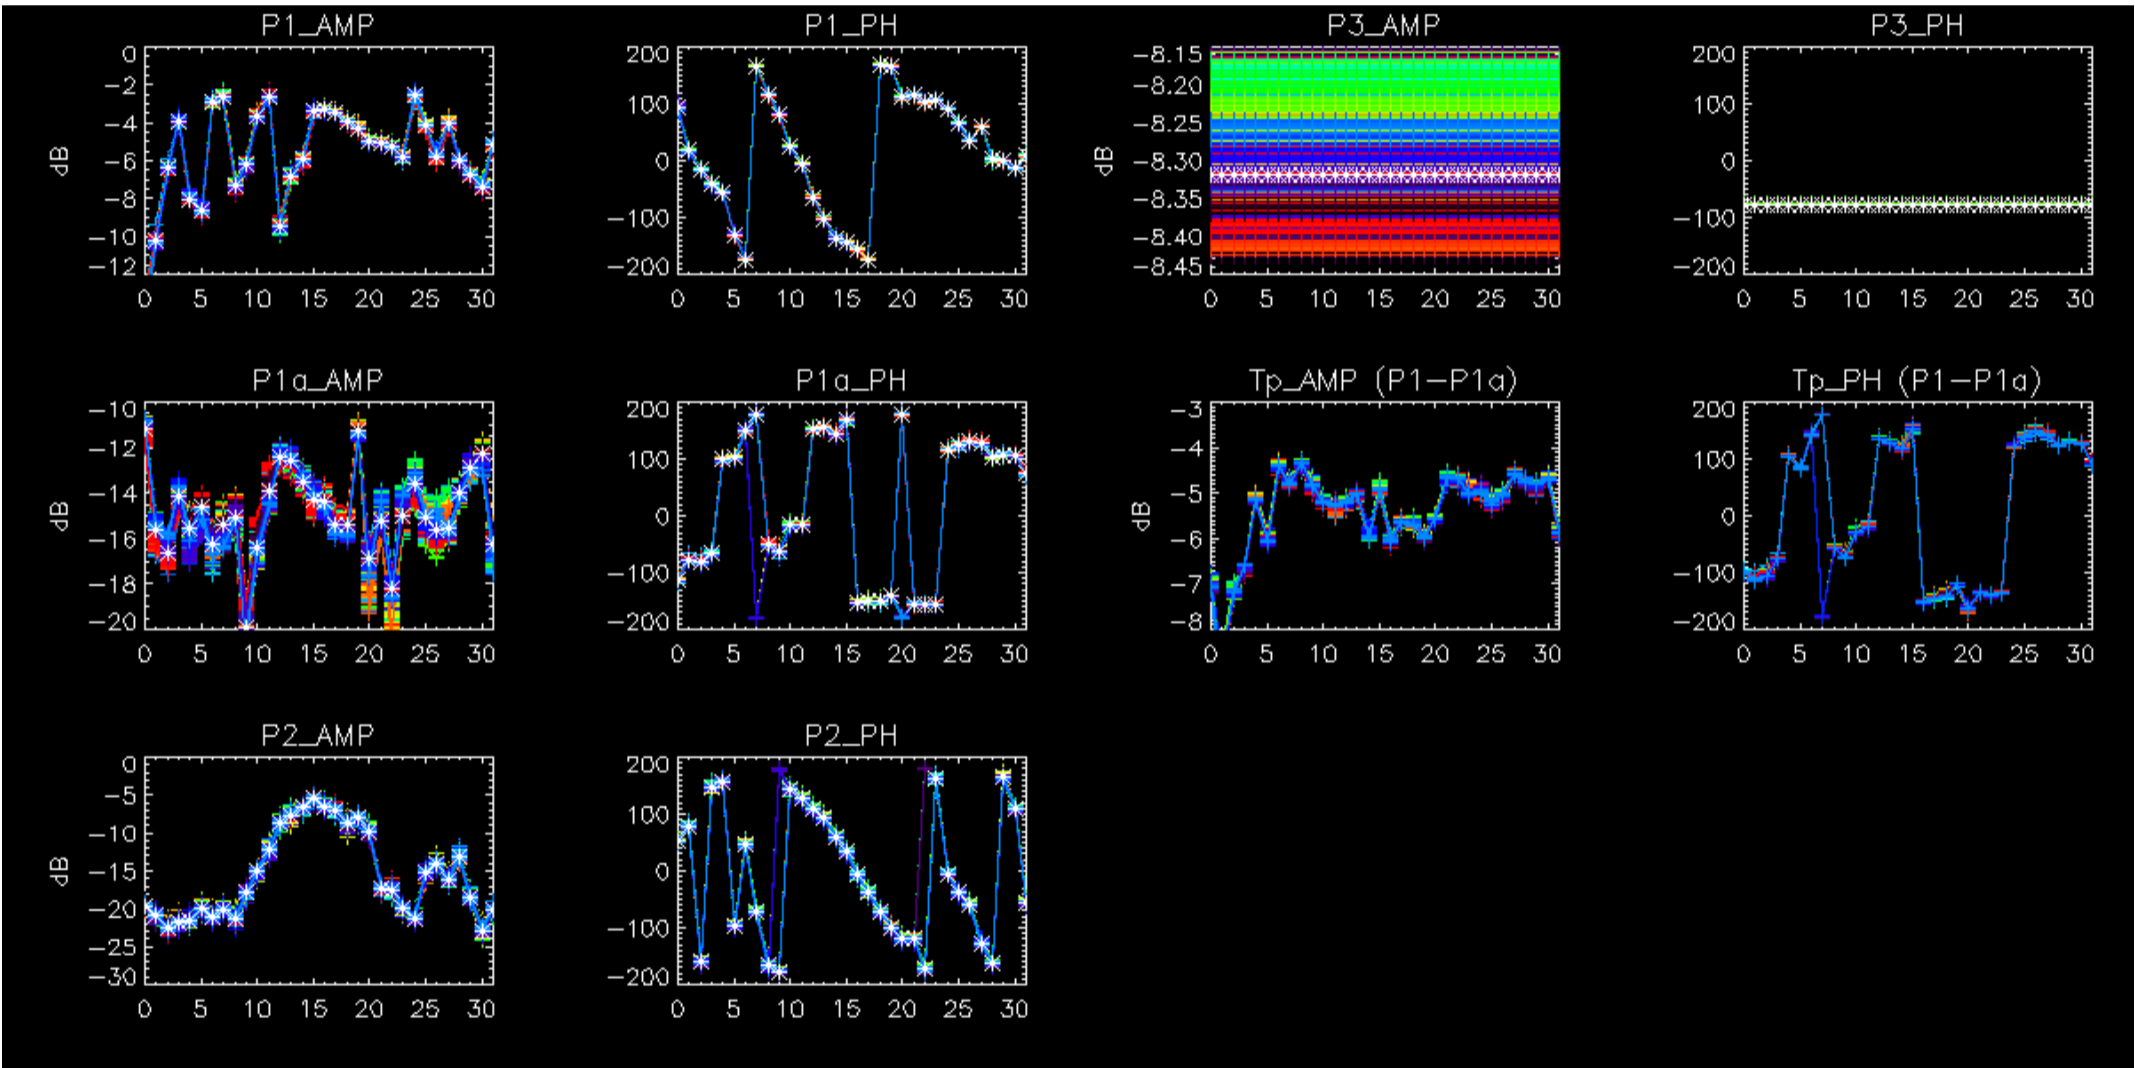 P1_AMP
dB
0
−2
−4
−6
−8
−10
−12
0 5 10 15 20 25 30
P1_PH
200
100
0
−100
−200
0 5 10 15 20 25 30
P3_AMP
dB
−8.15
−8.20
−8.25
−8.30
−8.35
−8.40
−8.45
0 5 10 15 20 25 30
P3_PH
200
100
0
−100
−200
0 5 10 15 20 25 30
P1a_AMP
dB
−10
−12
−14
−16
−18
−20
0 5 10 15 20 25 30
P1a_PH
200
100
0
−100
−200
0 5 10 15 20 25 30
Tp_AMP (P1−P1a)
dB
−3
−4
−5
−6
−7
−8
0 5 10 15 20 25 30
Tp_PH (P1−P1a)
200
100
0
−100
−200
0 5 10 15 20 25 30
P2_AMP
dB
0
−5
−10
−15
−20
−25
−30
0 5 10 15 20 25 30
P2_PH
200
100
0
−100
−200
0 5 10 15 20 25 30